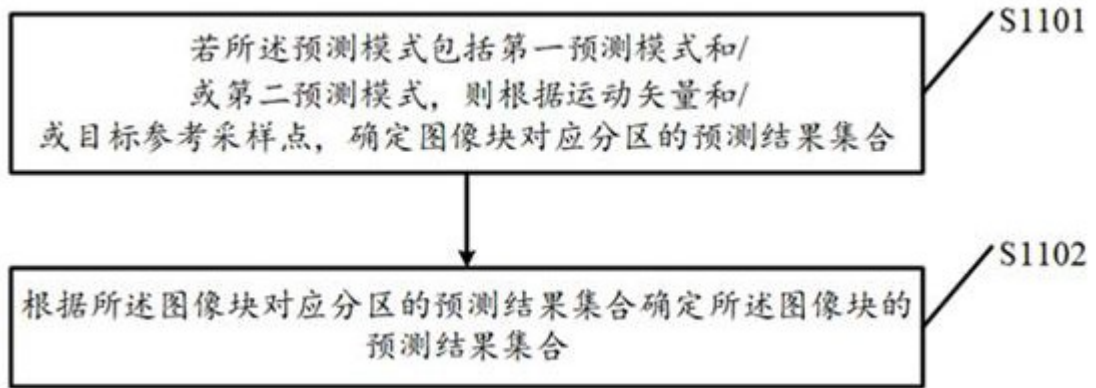 S1101
若所述预测模式包括第一预测模式和/
或第二预测模式，则根据运动矢量和/
或目标参考采样点，确定图像块对应分区的预测结果集合
S1102
根据所述图像块对应分区的预测结果集合确定所述图像块的
预测结果集合